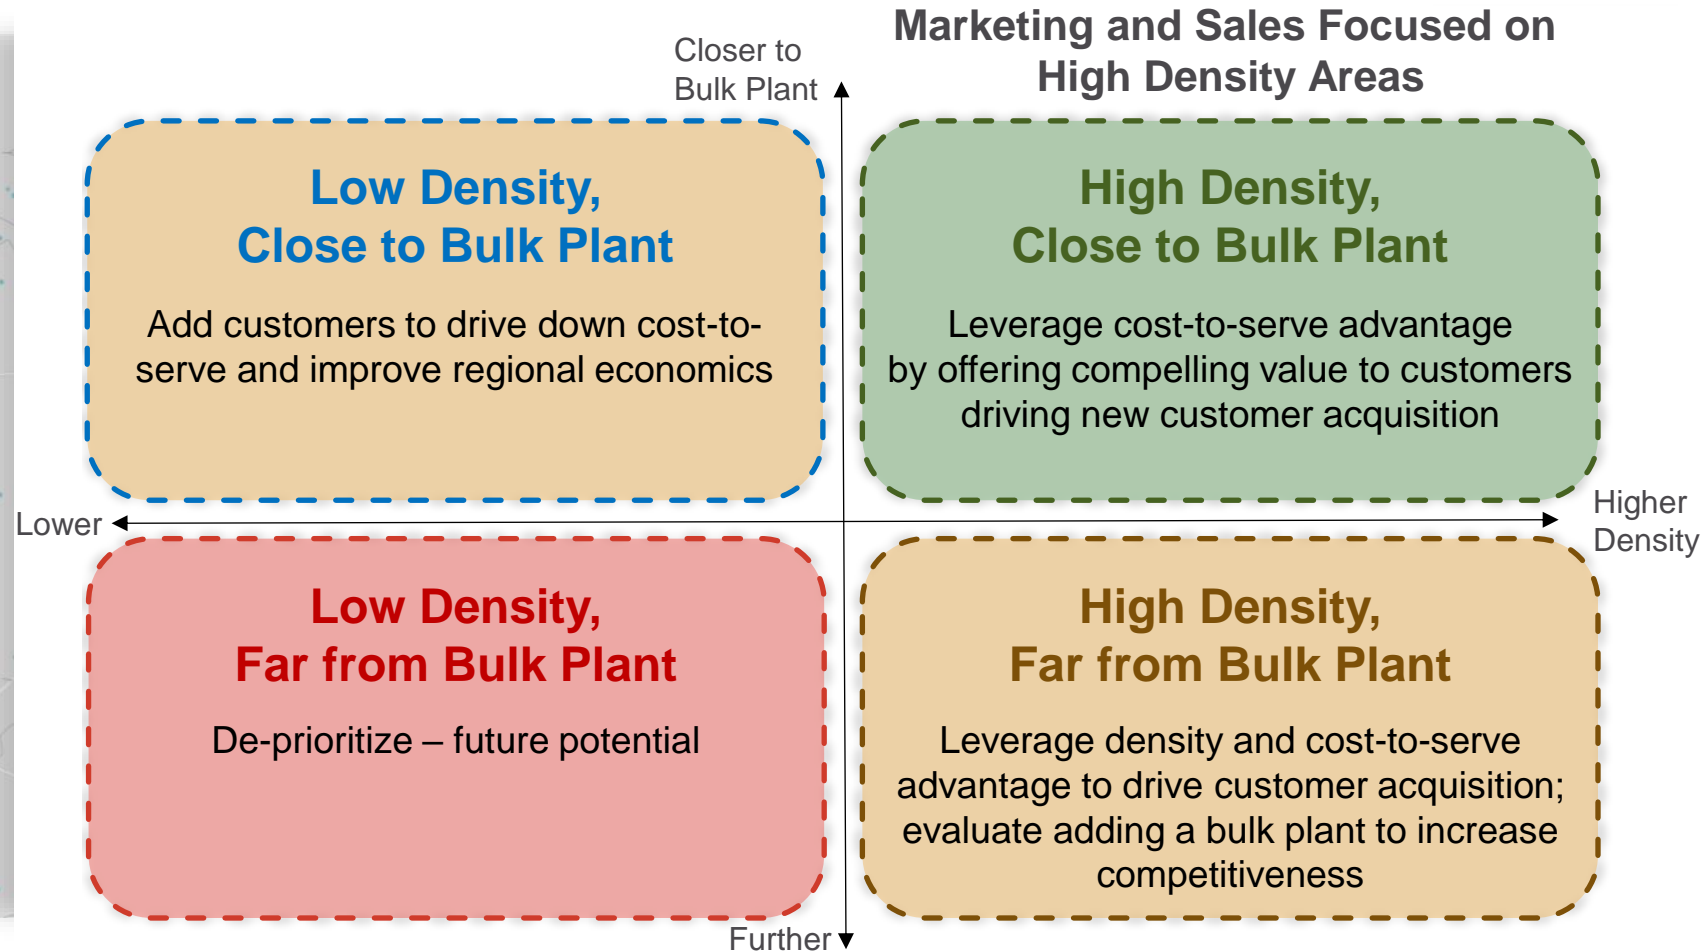 Marketing and Sales Focused on
High Density Areas
Closer to
Bulk Plant
Low Density,
Close to Bulk Plant
Add customers to drive down cost-to-
serve and improve regional economics
High Density,
Close to Bulk Plant
Leverage cost-to-serve advantage
by offering compelling value to customers
driving new customer acquisition
Lower
Higher
Density
Low Density,
Far from Bulk Plant
De-prioritize – future potential
High Density,
Far from Bulk Plant
Leverage density and cost-to-serve
advantage to drive customer acquisition;
evaluate adding a bulk plant to increase
competitiveness
Further